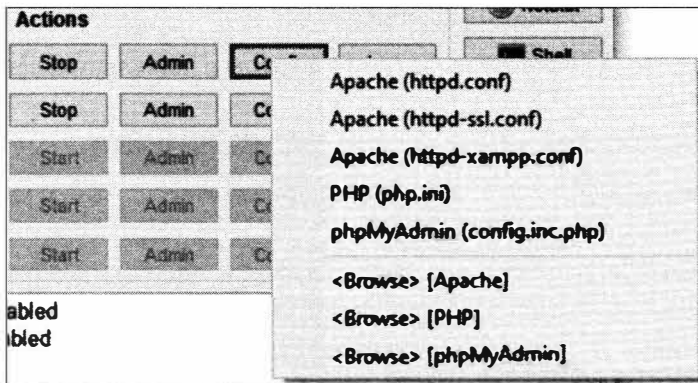 Actions
Stop Admin
Shell
Apache (httpd.conf)
Stop Admin
Apache (httpd-ssl.conf)
Apache (httpd-xampp.conf)
Start Admin
PHP (php.ini)
Start Admin
phpMyAdmin (config.inc.php)
Start Admin
<Browse> [Apache]
abled
<Browse> [PHP]
bled
<Browse> [phpMyAdmin]